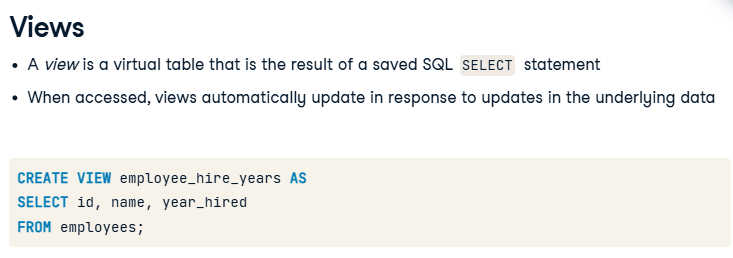 Views
• A view is a virtual table that is the result of a saved SQL SELECT statement
• When accessed, views automatically update in response to updates in the underlying data
CREATE VIEW employee_hire_years AS
SELECT id, name, year_hired
FROM employees;